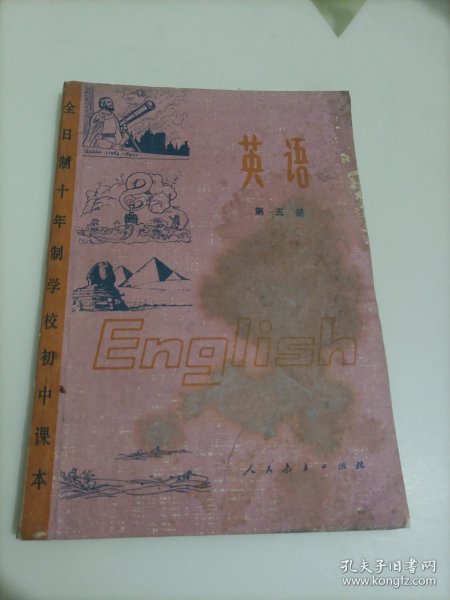 全日制十年制学校初中课本
英语
第五册
English
人民教育出版社
孔夫子旧书网
www.kongfz.com